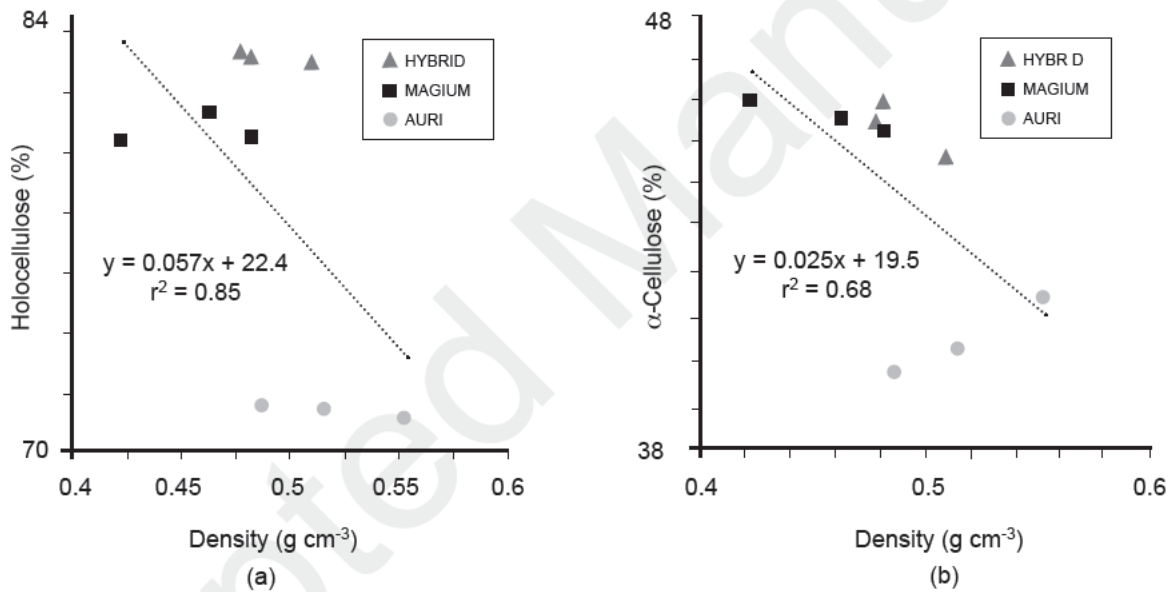 84
HYBRID
MAGIUM
AURI
Holocellulose (%)
y = 0.057x + 22.4
r² = 0.85
70
0.4 0.45 0.5 0.55 0.6
Density (g cm⁻³)
(a)
48
HYBR D
MAGIUM
AURI
α-Cellulose (%)
y = 0.025x + 19.5
r² = 0.68
38
0.4 0.5 0.6
Density (g cm⁻³)
(b)